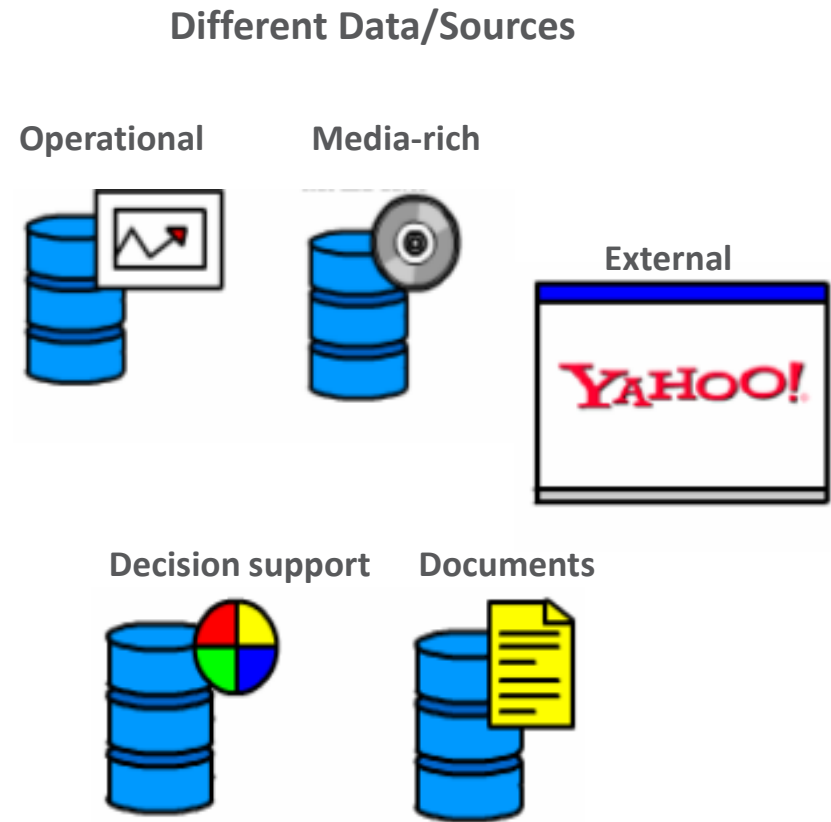 Different Data/Sources
Operational
Media-rich
External
YAHOO!
Decision support
Documents